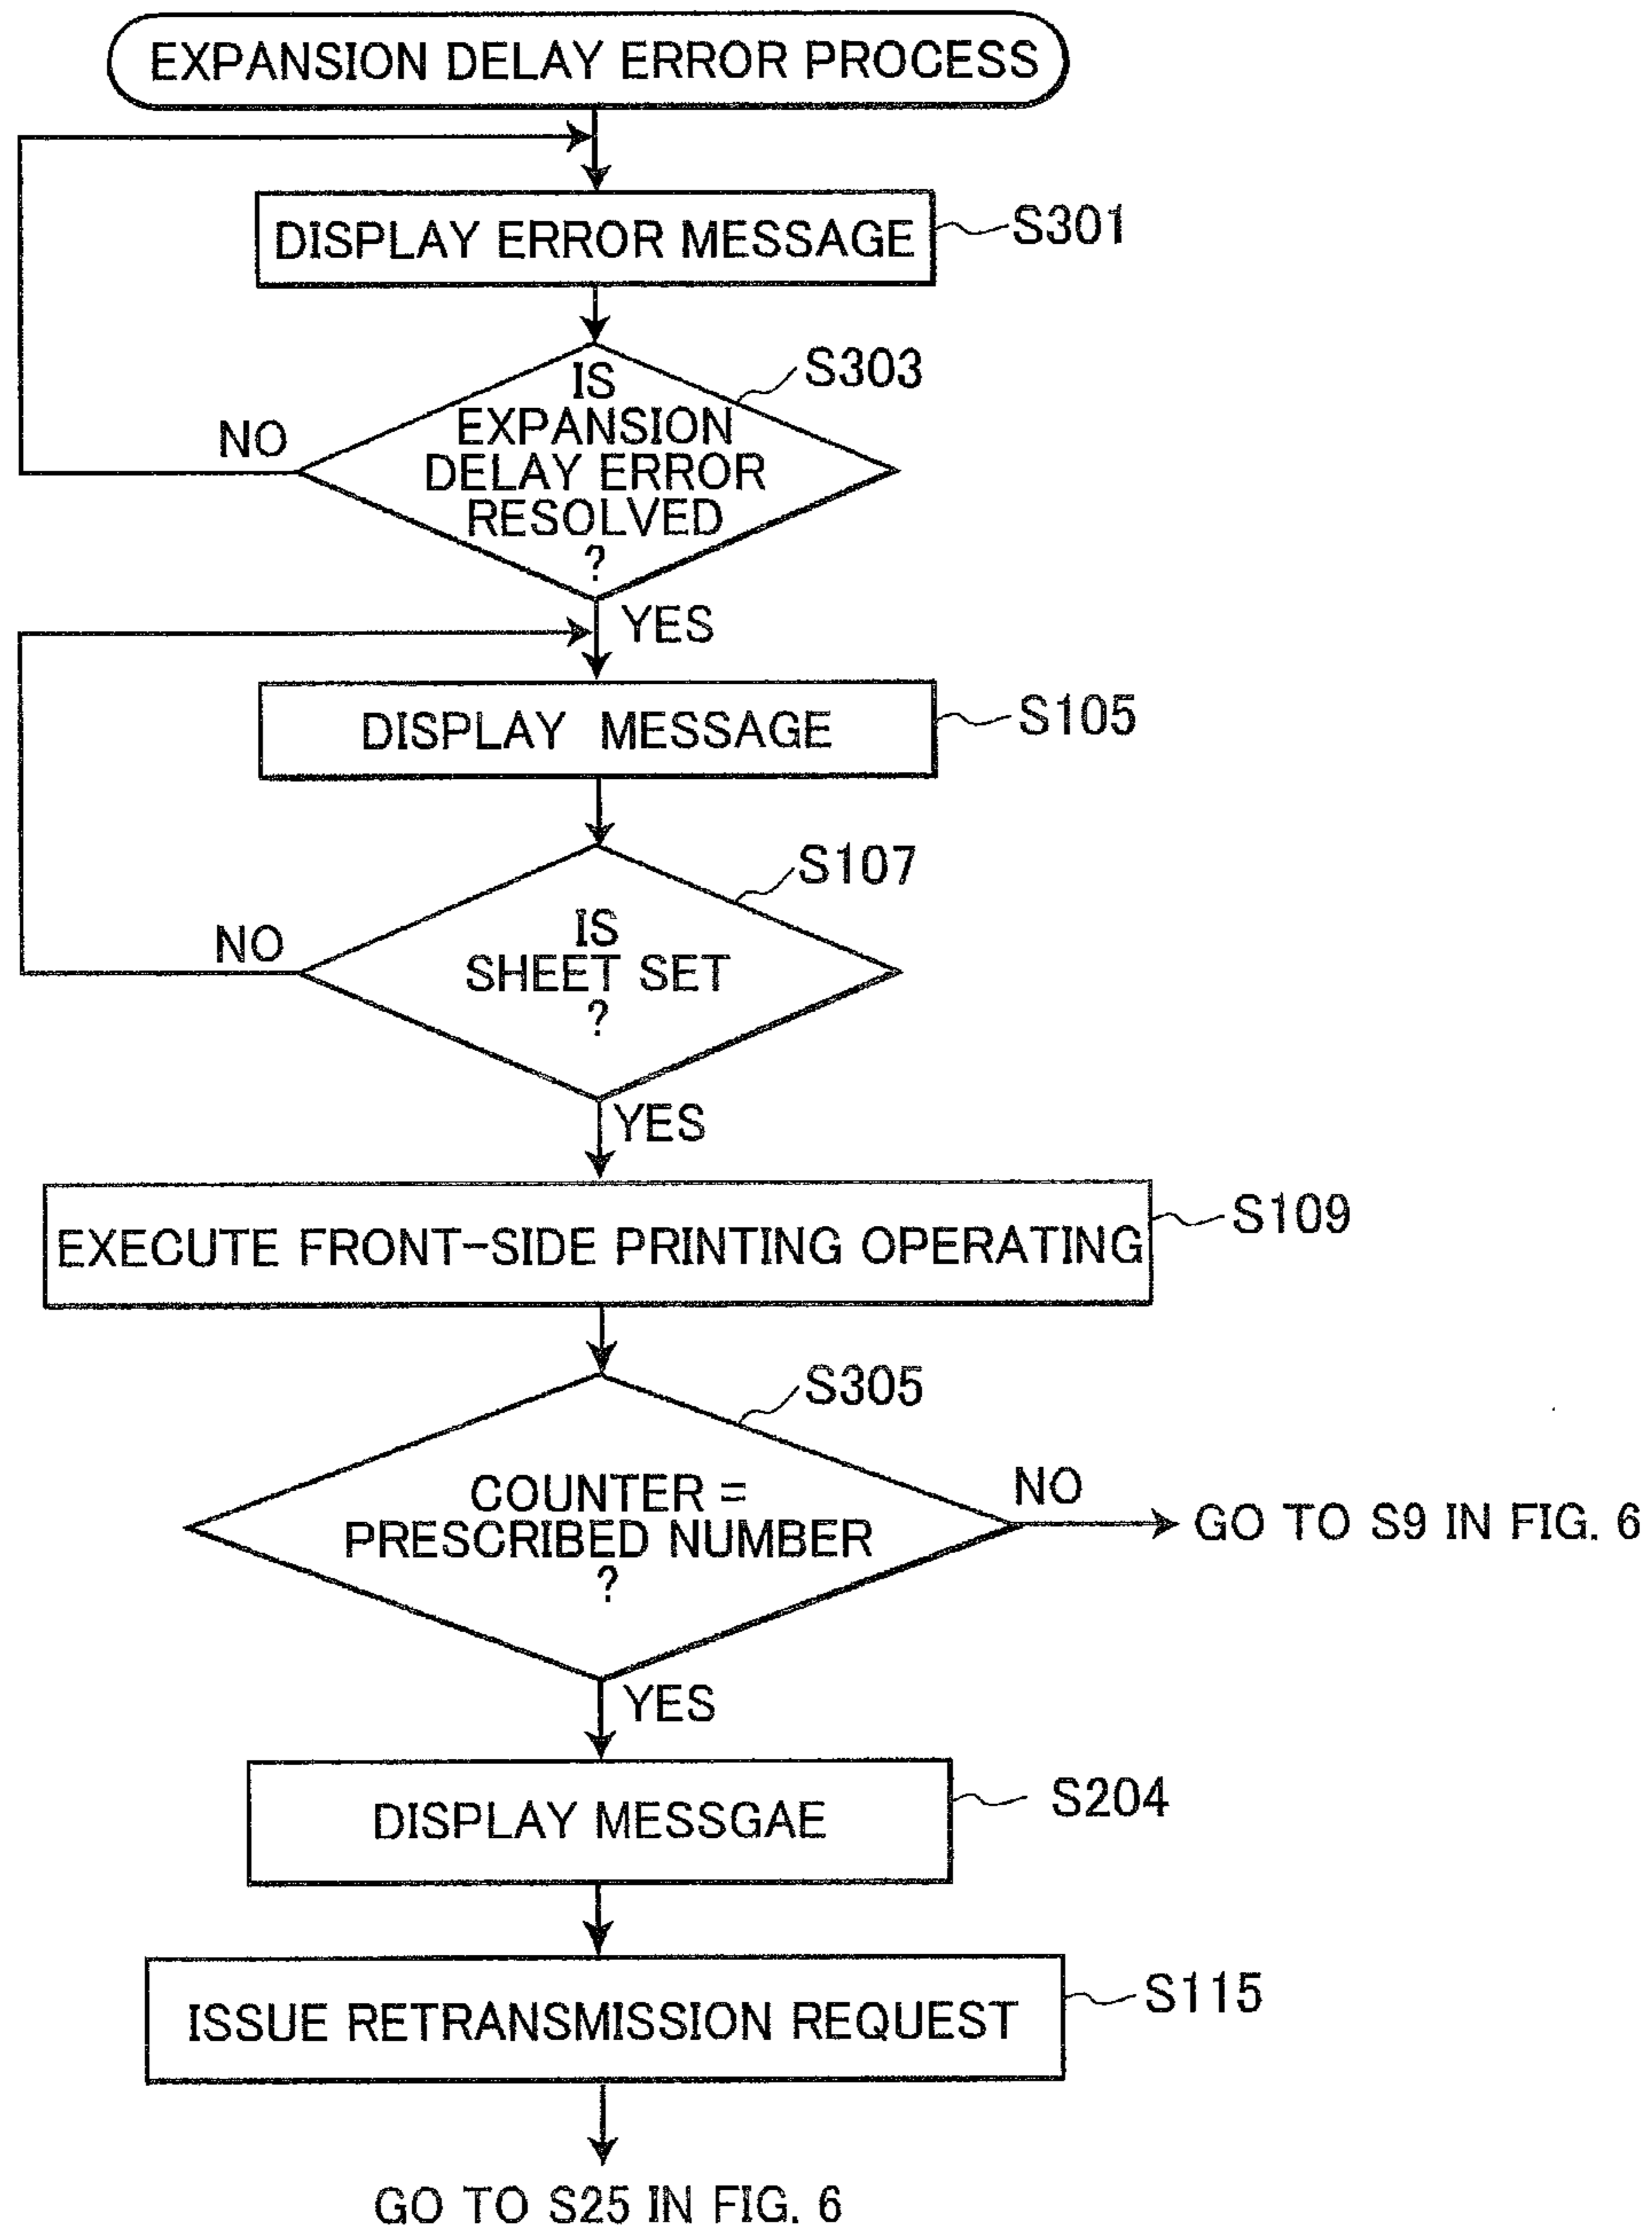 EXPANSION DELAY ERROR PROCESS
DISPLAY ERROR MESSAGE
S301
S303
IS
EXPANSION
DELAY ERROR
RESOLVED
?
NO
YES
DISPLAY MESSAGE
S105
S107
IS
SHEET SET
?
NO
YES
EXECUTE FRONT-SIDE PRINTING OPERATING
S109
S305
COUNTER =
PRESCRIBED NUMBER
?
NO
GO TO S9 IN FIG. 6
YES
DISPLAY MESSGAE
S204
ISSUE RETRANSMISSION REQUEST
S115
GO TO S25 IN FIG. 6